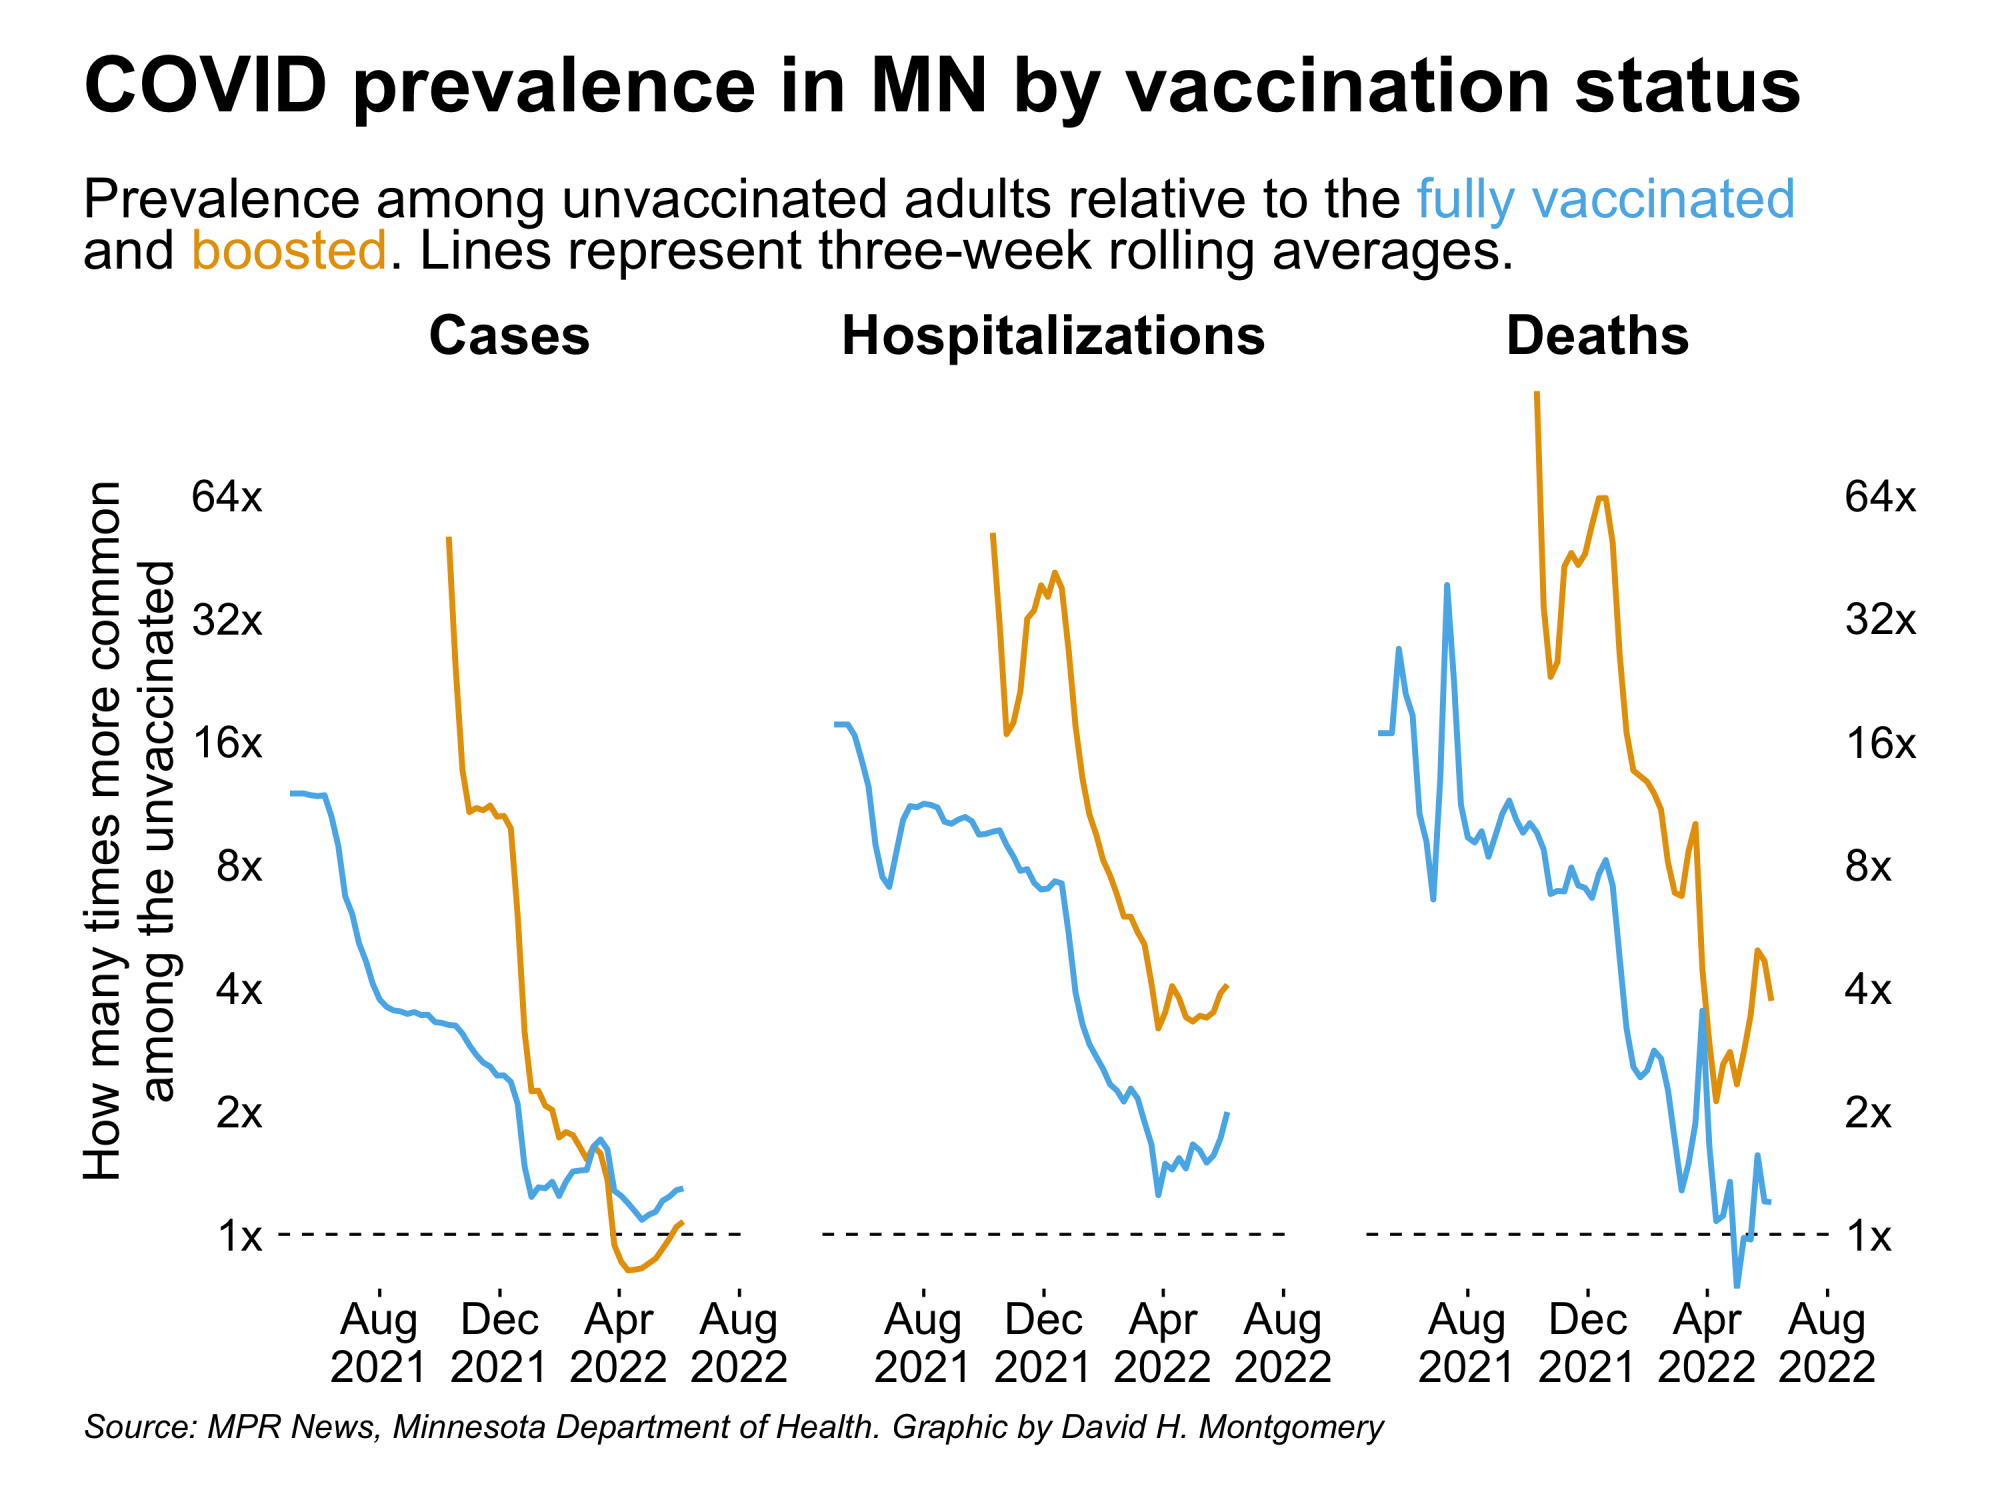 COVID prevalence in MN by vaccination status
Prevalence among unvaccinated adults relative to the fully vaccinated
and boosted. Lines represent three-week rolling averages.
Cases
Hospitalizations
Deaths
How many times more common
among the unvaccinated
64x
32x
16x
8x
4x
2x
1x
64x
32x
16x
8x
4x
2x
1x
Aug
2021
Dec
2021
Apr
2022
Aug
2022
Aug
2021
Dec
2021
Apr
2022
Aug
2022
Aug
2021
Dec
2021
Apr
2022
Aug
2022
Source: MPR News, Minnesota Department of Health. Graphic by David H. Montgomery